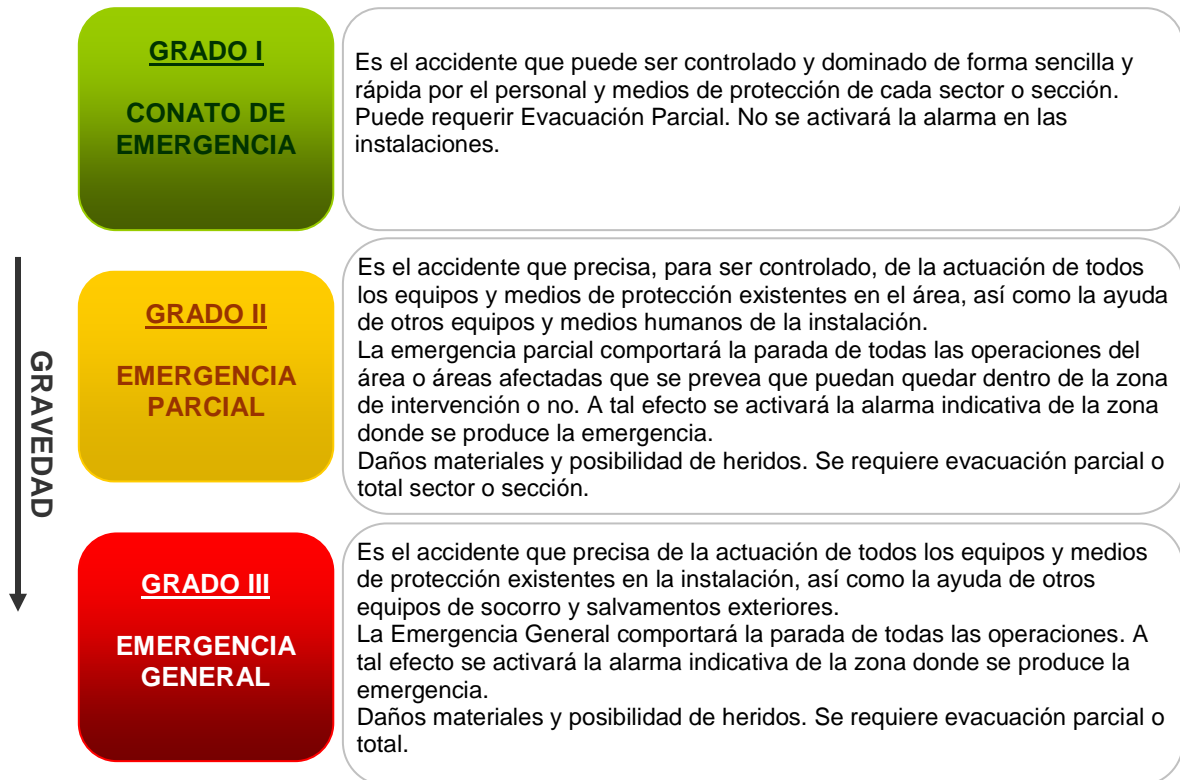 GRADO I
CONATO DE
EMERGENCIA
Es el accidente que puede ser controlado y dominado de forma sencilla y
rápida por el personal y medios de protección de cada sector o sección.
Puede requerir Evacuación Parcial. No se activará la alarma en las
instalaciones.
GRAVEDAD
GRADO II
EMERGENCIA
PARCIAL
Es el accidente que precisa, para ser controlado, de la actuación de todos
los equipos y medios de protección existentes en el área, así como la ayuda
de otros equipos y medios humanos de la instalación.
La emergencia parcial comportará la parada de todas las operaciones del
área o áreas afectadas que se prevea que puedan quedar dentro de la zona
de intervención o no. A tal efecto se activará la alarma indicativa de la zona
donde se produce la emergencia.
Daños materiales y posibilidad de heridos. Se requiere evacuación parcial o
total sector o sección.
GRADO III
EMERGENCIA
GENERAL
Es el accidente que precisa de la actuación de todos los equipos y medios
de protección existentes en la instalación, así como la ayuda de otros
equipos de socorro y salvamentos exteriores.
La Emergencia General comportará la parada de todas las operaciones. A
tal efecto se activará la alarma indicativa de la zona donde se produce la
emergencia.
Daños materiales y posibilidad de heridos. Se requiere evacuación parcial o
total.